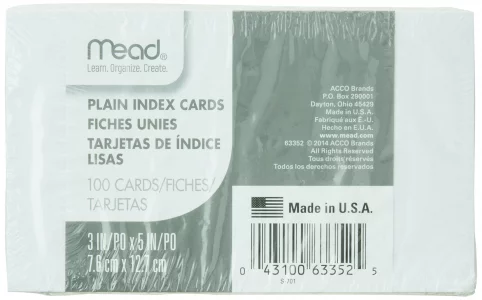 Mead®
Learn. Organize. Create.
PLAIN INDEX CARDS
FICHES UNIES
TARJETAS DE ÍNDICE
LISAS
100 CARDS/FICHES/
TARJETAS
3 IN/PO x 5 IN/PO
7.6 cm x 12.7 cm
ACCO Brands
P.O. Box 290001
Dayton, Ohio 45429
Made in U.S.A.
Fabriqué aux É.-U.
Hecho en E.U.A.
www.mead.com
63352 © 2014 ACCO Brands
All Rights Reserved
Tous droits réservés
Todos los derechos reservados
Made in U.S.A.
0 43100 63352 5
S-701